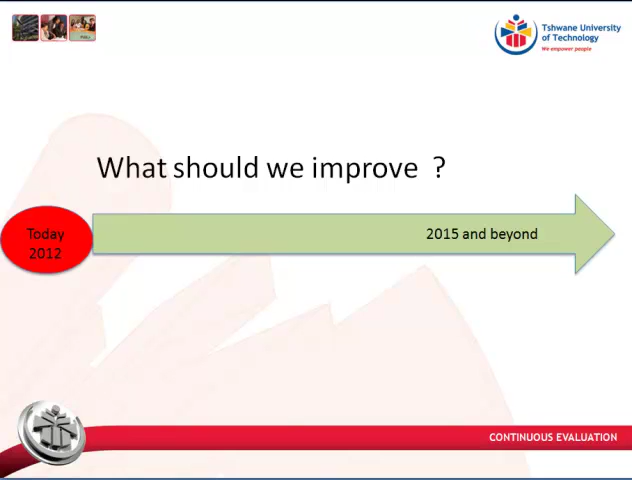 Tshwane University
of Technology
We empower people
What should we improve ?
Today
2012
2015 and beyond
CONTINUOUS EVALUATION